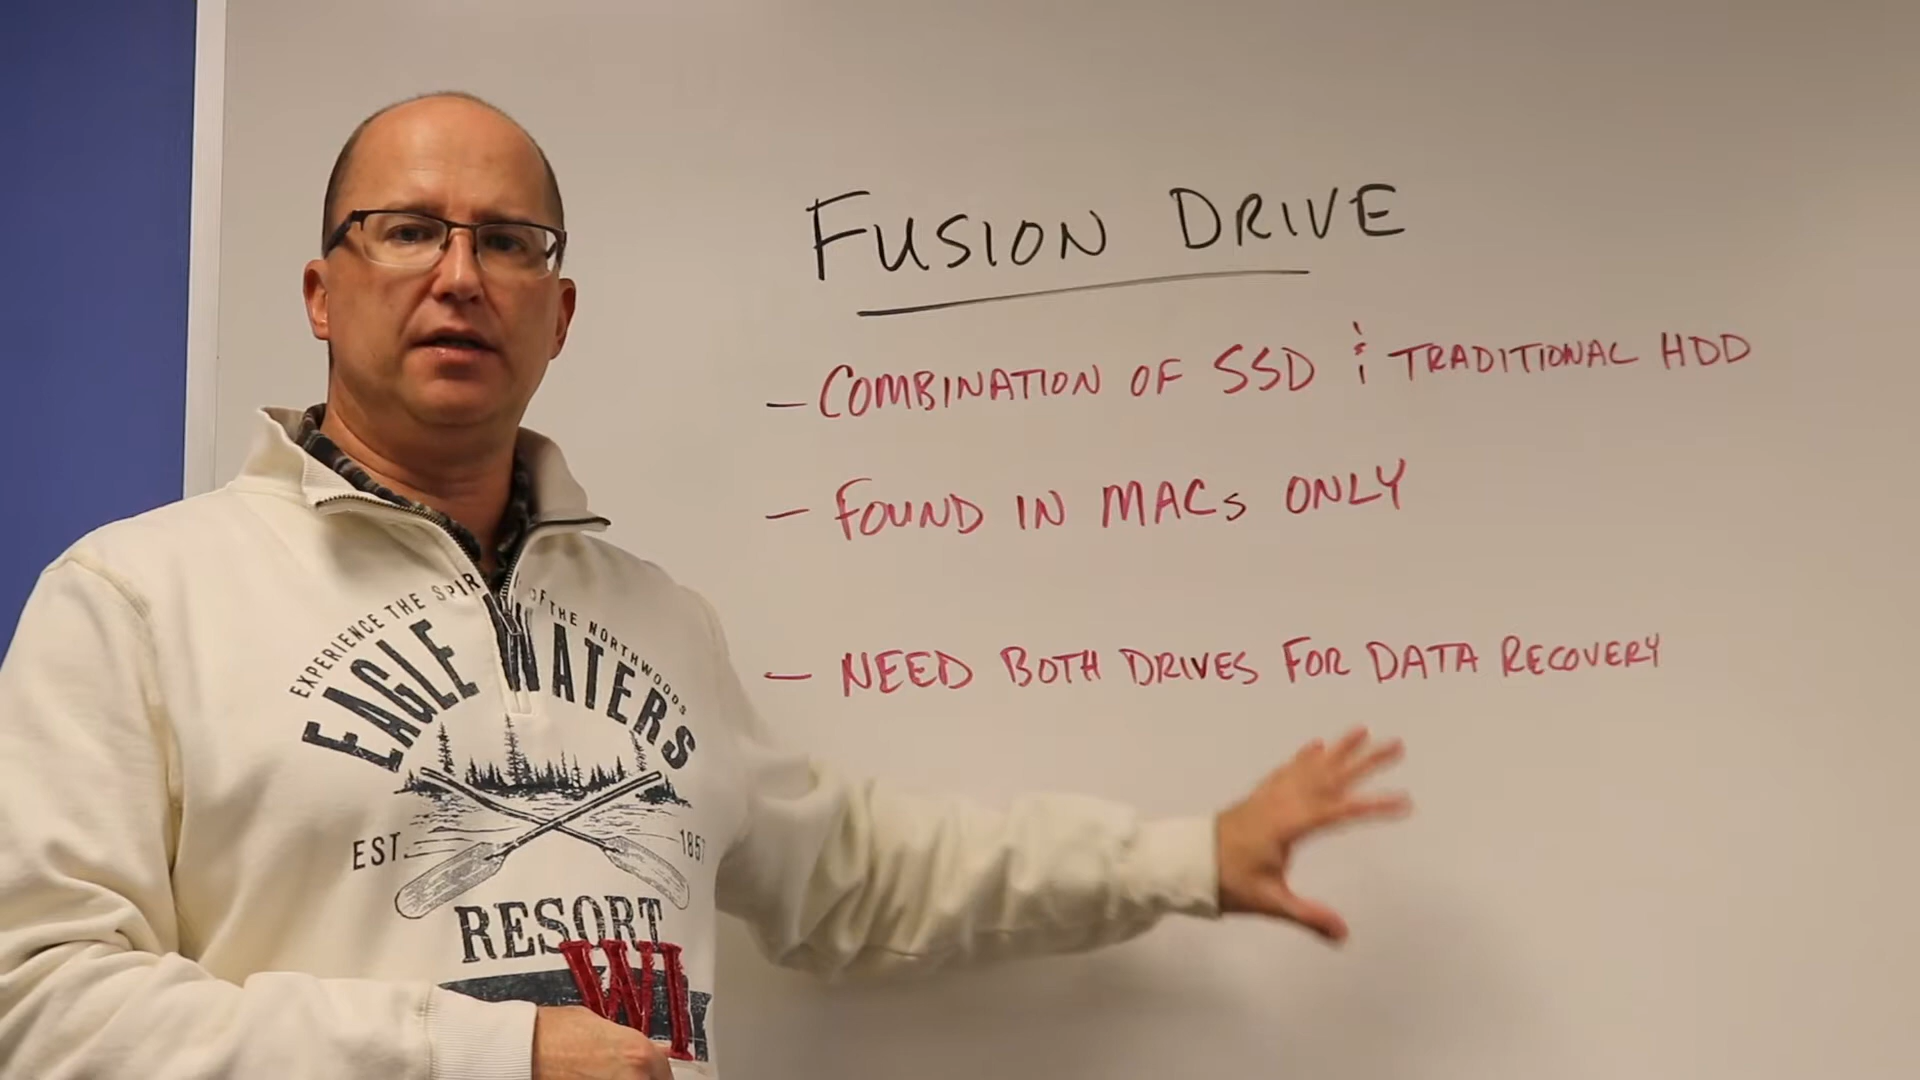 FUSION DRIVE
- COMBINATION OF SSD & TRADITIONAL HDD
- FOUND IN MACs ONLY
- NEED BOTH DRIVES FOR DATA RECOVERY
EXPERIENCE THE SPIRIT OF THE NORTHWOODS
EAGLE WATERS
EST. 1857
RESORT
WI